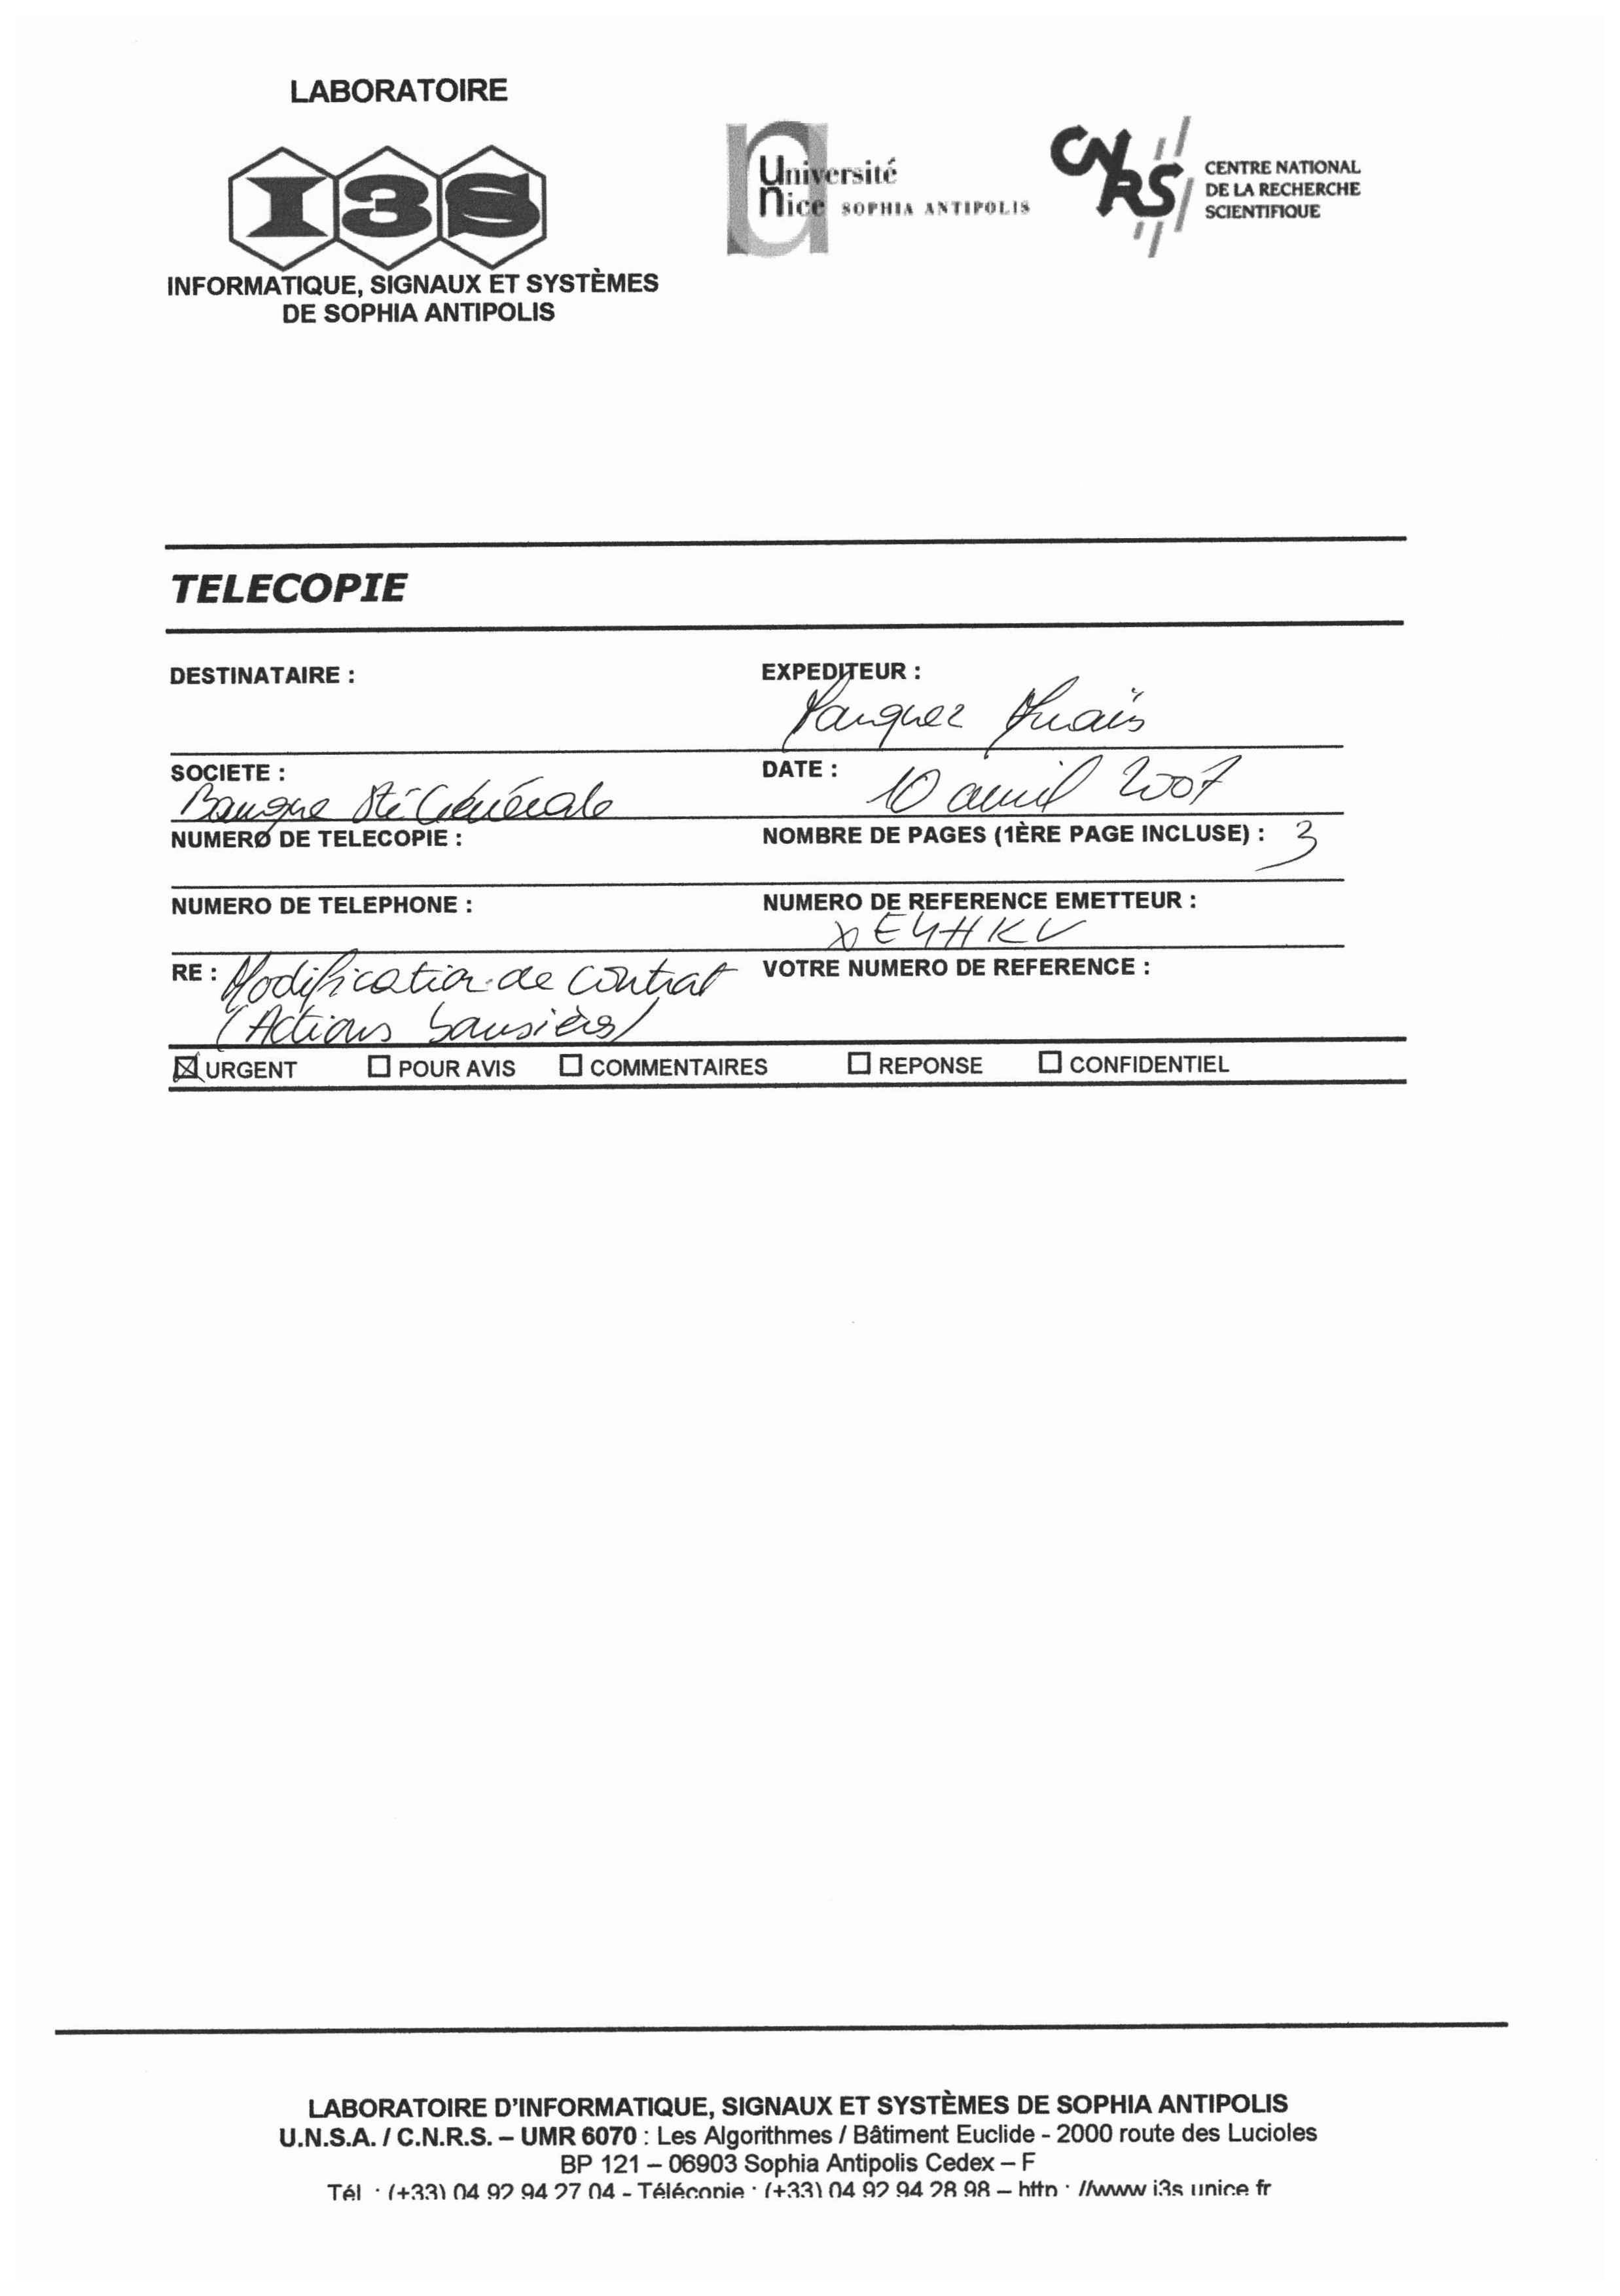 LABORATOIRE
I3S
INFORMATIQUE, SIGNAUX ET SYSTÈMES
DE SOPHIA ANTIPOLIS
Université
Nice SOPHIA ANTIPOLIS
CNRS
CENTRE NATIONAL
DE LA RECHERCHE
SCIENTIFIQUE
TELECOPIE
DESTINATAIRE :
EXPEDITEUR :
Anaïs
SOCIETE :
Banque Sté Générale
DATE :
10 avril 2007
NUMERO DE TELECOPIE :
NOMBRE DE PAGES (1ÈRE PAGE INCLUSE) : 3
NUMERO DE TELEPHONE :
NUMERO DE REFERENCE EMETTEUR :
XE4HKV
RE : Modification de contrat
(Actions
VOTRE NUMERO DE REFERENCE :
URGENT POUR AVIS COMMENTAIRES REPONSE CONFIDENTIEL
LABORATOIRE D'INFORMATIQUE, SIGNAUX ET SYSTÈMES DE SOPHIA ANTIPOLIS
U.N.S.A. / C.N.R.S. – UMR 6070 : Les Algorithmes / Bâtiment Euclide - 2000 route des Lucioles
BP 121 – 06903 Sophia Antipolis Cedex – F
Tél : (+33) 04 92 94 27 04 - Télécopie : (+33) 04 92 94 28 98 – http : //www i3s unice fr